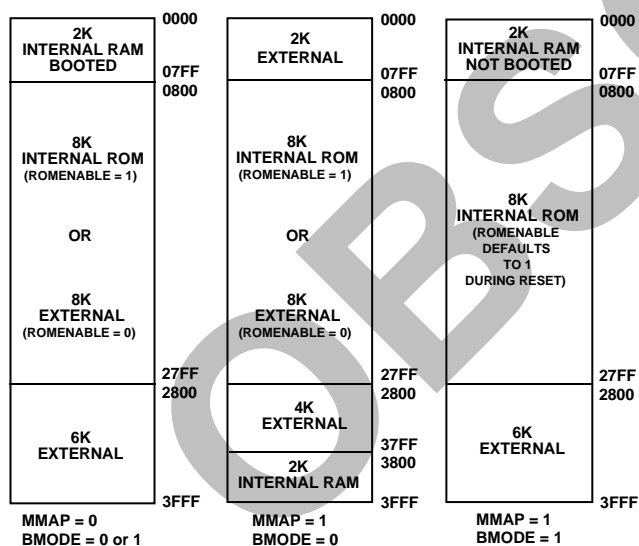 2K
INTERNAL RAM
BOOTED
0000
07FF
0800
8K
INTERNAL ROM
(ROMENABLE = 1)
OR
8K
EXTERNAL
(ROMENABLE = 0)
27FF
2800
6K
EXTERNAL
3FFF
MMAP = 0
BMODE = 0 or 1
2K
EXTERNAL
0000
07FF
0800
8K
INTERNAL ROM
(ROMENABLE = 1)
OR
8K
EXTERNAL
(ROMENABLE = 0)
27FF
2800
4K
EXTERNAL
37FF
3800
2K
INTERNAL RAM
3FFF
MMAP = 1
BMODE = 0
2K
INTERNAL RAM
NOT BOOTED
0000
07FF
0800
8K
INTERNAL ROM
(ROMENABLE
DEFAULTS
TO 1
DURING RESET)
27FF
2800
6K
EXTERNAL
3FFF
MMAP = 1
BMODE = 1
OBS